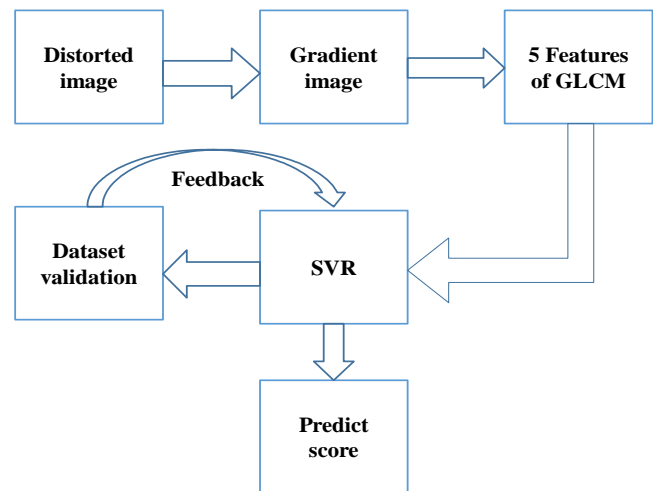 Distorted
image
Gradient
image
5 Features
of GLCM
Feedback
Dataset
validation
SVR
Predict
score